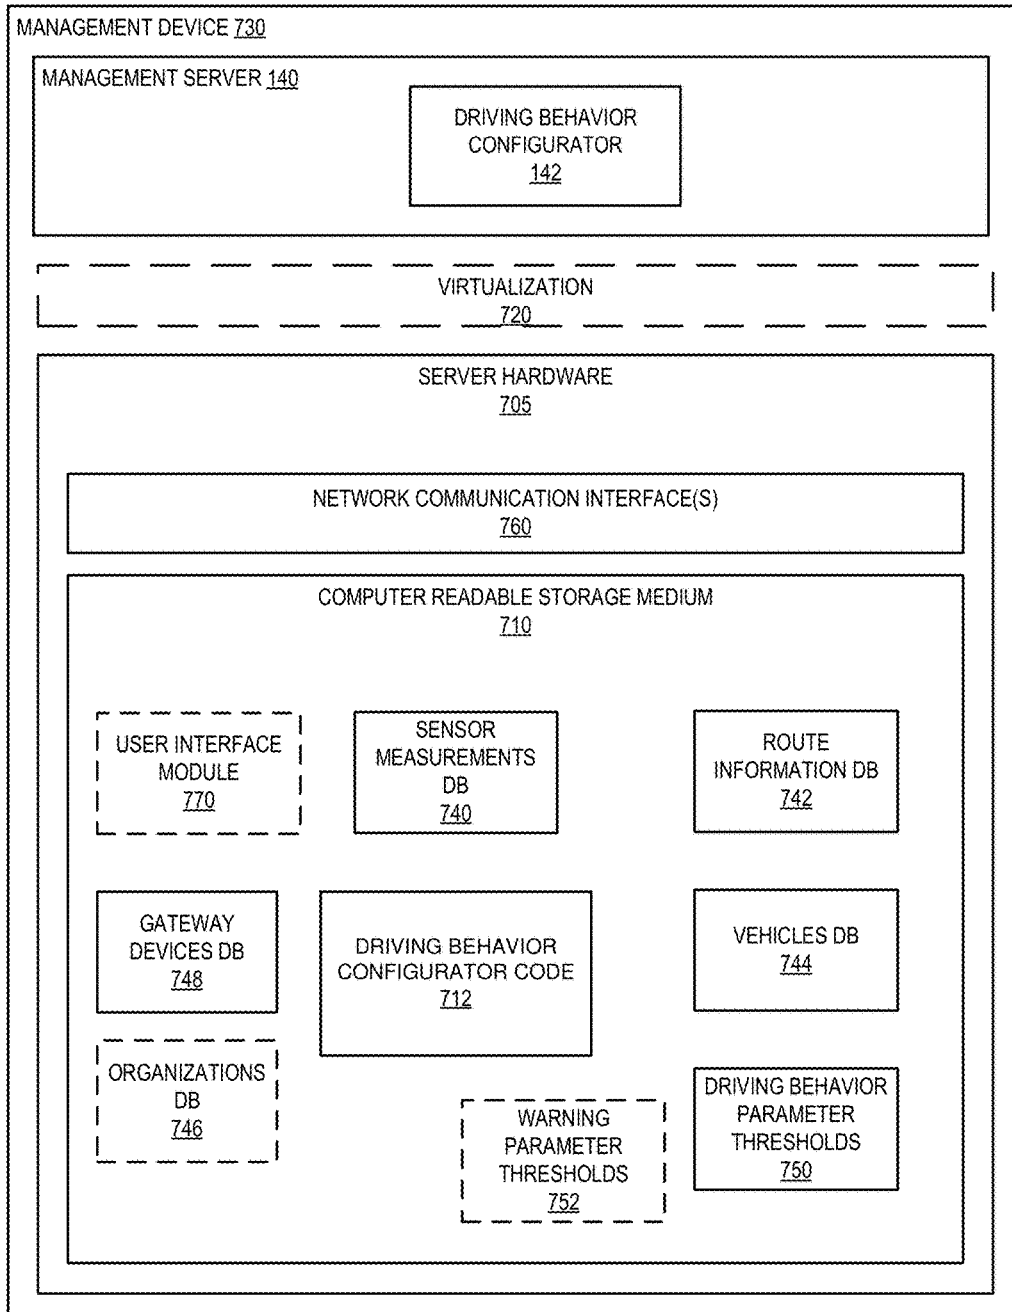 MANAGEMENT DEVICE 730
MANAGEMENT SERVER 140
DRIVING BEHAVIOR
CONFIGURATOR
142
VIRTUALIZATION
720
SERVER HARDWARE
705
NETWORK COMMUNICATION INTERFACE(S)
760
COMPUTER READABLE STORAGE MEDIUM
710
USER INTERFACE
MODULE
770
SENSOR
MEASUREMENTS
DB
740
ROUTE
INFORMATION DB
742
GATEWAY
DEVICES DB
748
DRIVING BEHAVIOR
CONFIGURATOR CODE
712
VEHICLES DB
744
ORGANIZATIONS
DB
746
WARNING
PARAMETER
THRESHOLDS
752
DRIVING BEHAVIOR
PARAMETER
THRESHOLDS
750